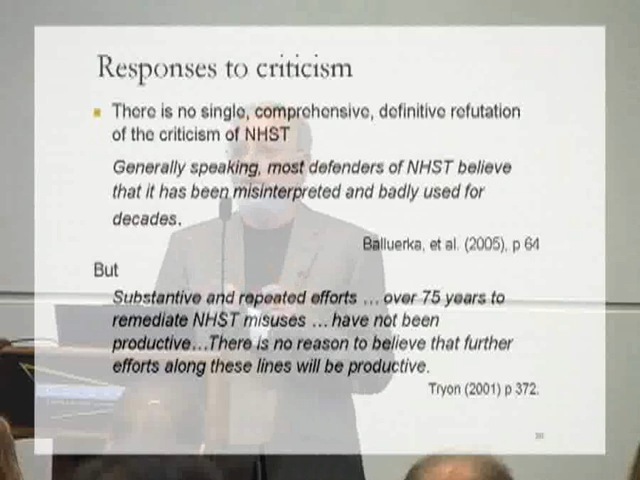 Responses to criticism
There is no single, comprehensive, definitive refutation
of the criticism of NHST
Generally speaking, most defenders of NHST believe
that it has been misinterpreted and badly used for
decades.
Balluerka, et al. (2005), p 64
But
Substantive and repeated efforts ... over 75 years to
remediate NHST misuses ... have not been
productive...There is no reason to believe that further
efforts along these lines will be productive.
Tryon (2001) p 372.